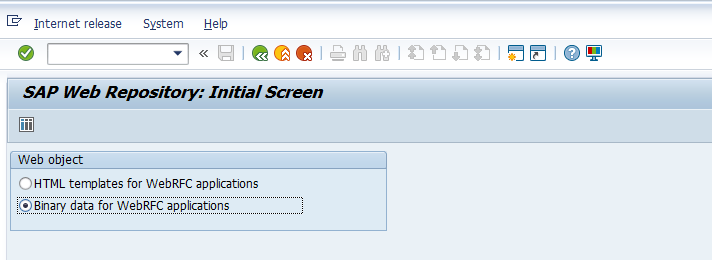 Internet release System Help
SAP Web Repository: Initial Screen
Web object
HTML templates for WebRFC applications
Binary data for WebRFC applications